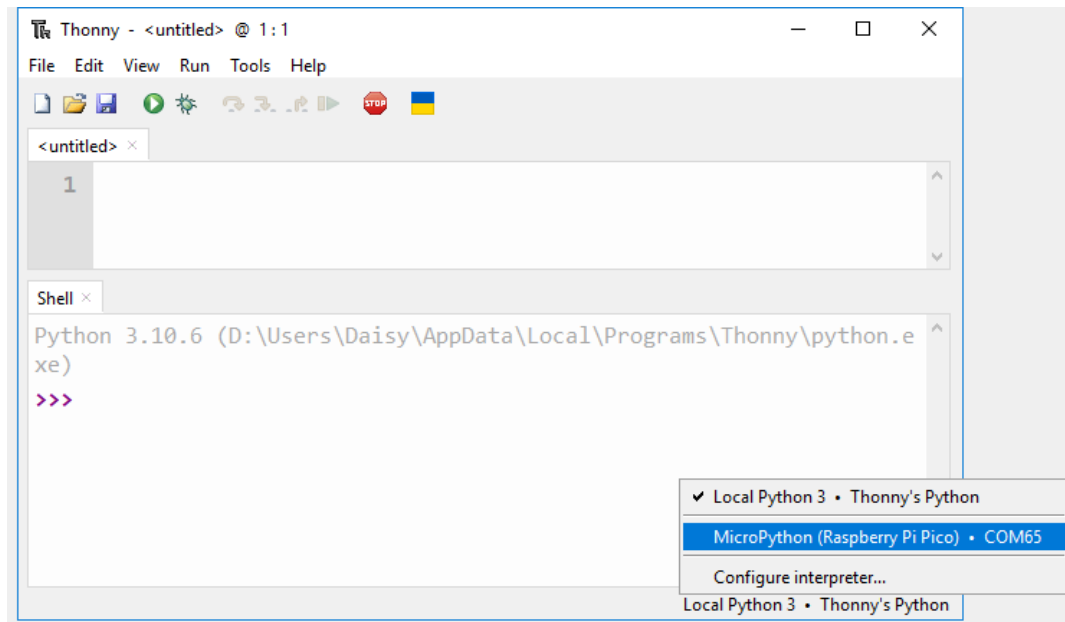 Thonny - <untitled> @ 1:1
File Edit View Run Tools Help
STOP
<untitled>
1
Shell
Python 3.10.6 (D:\Users\Daisy\AppData\Local\Programs\Thonny\python.e
xe)
>>>
✔ Local Python 3 • Thonny's Python
MicroPython (Raspberry Pi Pico) • COM65
Configure interpreter...
Local Python 3 • Thonny's Python